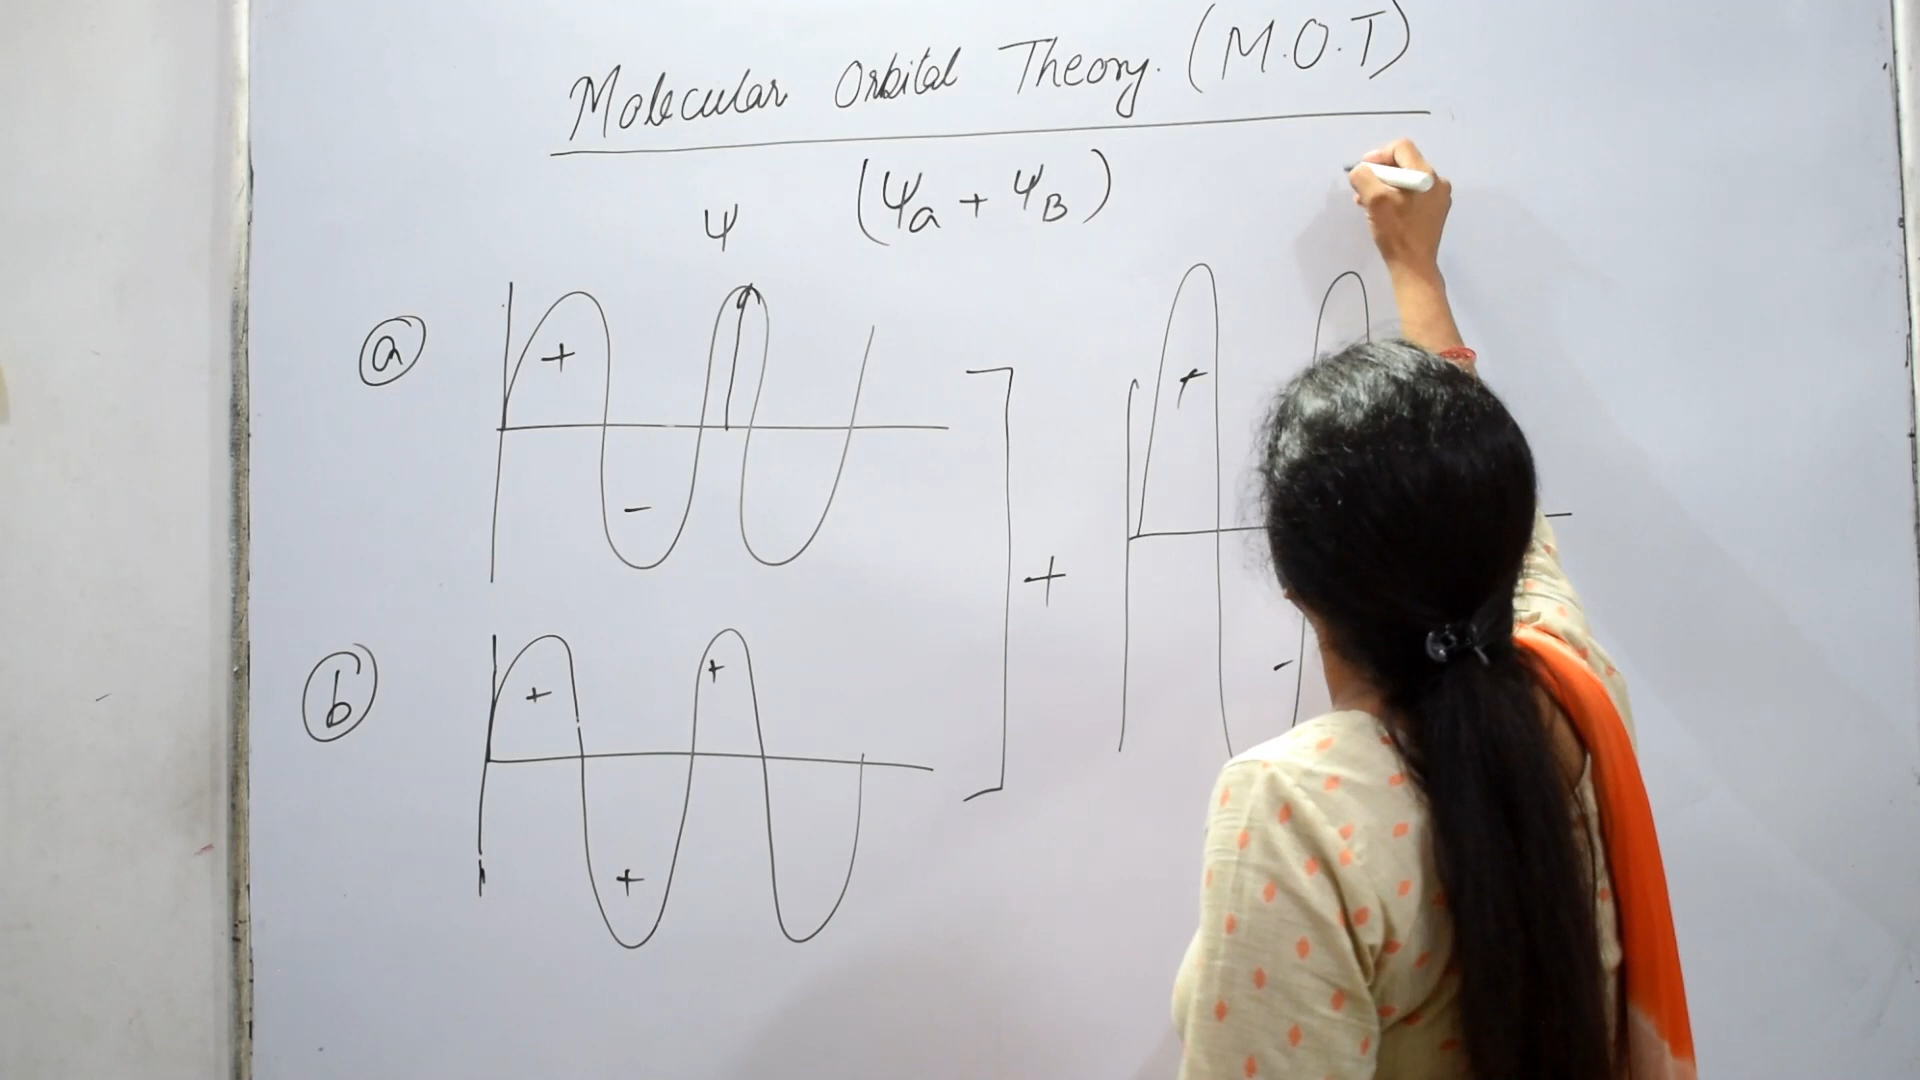 Molecular Orbital Theory. (M.O.T)
ψ (ψa + ψB)
a + -
b + + +
+
+ -